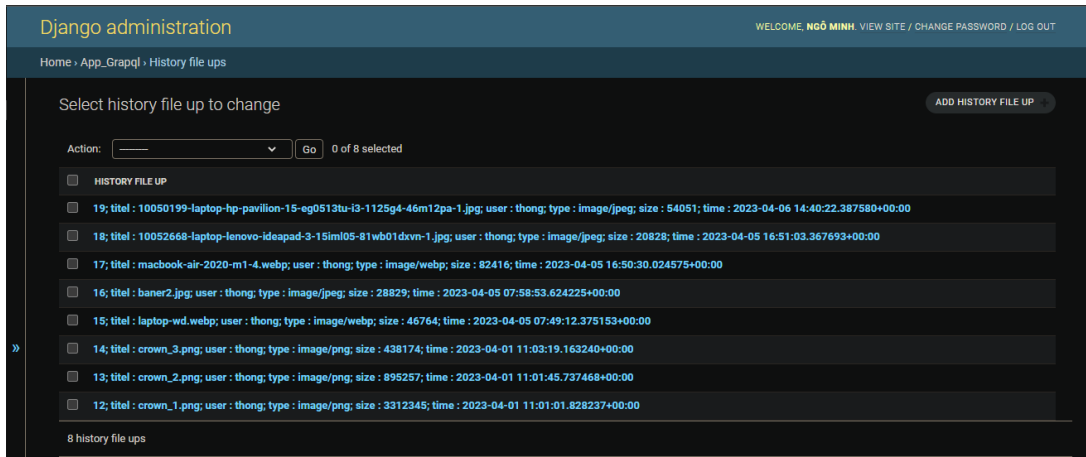 Django administration
WELCOME, NGÔ MINH. VIEW SITE / CHANGE PASSWORD / LOG OUT
Home › App_Grapql › History file ups
Select history file up to change
ADD HISTORY FILE UP +
Action: --------- Go 0 of 8 selected
HISTORY FILE UP
19; titel : 10050199-laptop-hp-pavilion-15-eg0513tu-i3-1125g4-46m12pa-1.jpg; user : thong; type : image/jpeg; size : 54051; time : 2023-04-06 14:40:22.387580+00:00
18; titel : 10052668-laptop-lenovo-ideapad-3-15iml05-81wb01dxvn-1.jpg; user : thong; type : image/jpeg; size : 20828; time : 2023-04-05 16:51:03.367693+00:00
17; titel : macbook-air-2020-m1-4.webp; user : thong; type : image/webp; size : 82416; time : 2023-04-05 16:50:30.024575+00:00
16; titel : baner2.jpg; user : thong; type : image/jpeg; size : 28829; time : 2023-04-05 07:58:53.624225+00:00
15; titel : laptop-wd.webp; user : thong; type : image/webp; size : 46764; time : 2023-04-05 07:49:12.375153+00:00
14; titel : crown_3.png; user : thong; type : image/png; size : 438174; time : 2023-04-01 11:03:19.163240+00:00
13; titel : crown_2.png; user : thong; type : image/png; size : 895257; time : 2023-04-01 11:01:45.737468+00:00
12; titel : crown_1.png; user : thong; type : image/png; size : 3312345; time : 2023-04-01 11:01:01.828237+00:00
»
8 history file ups